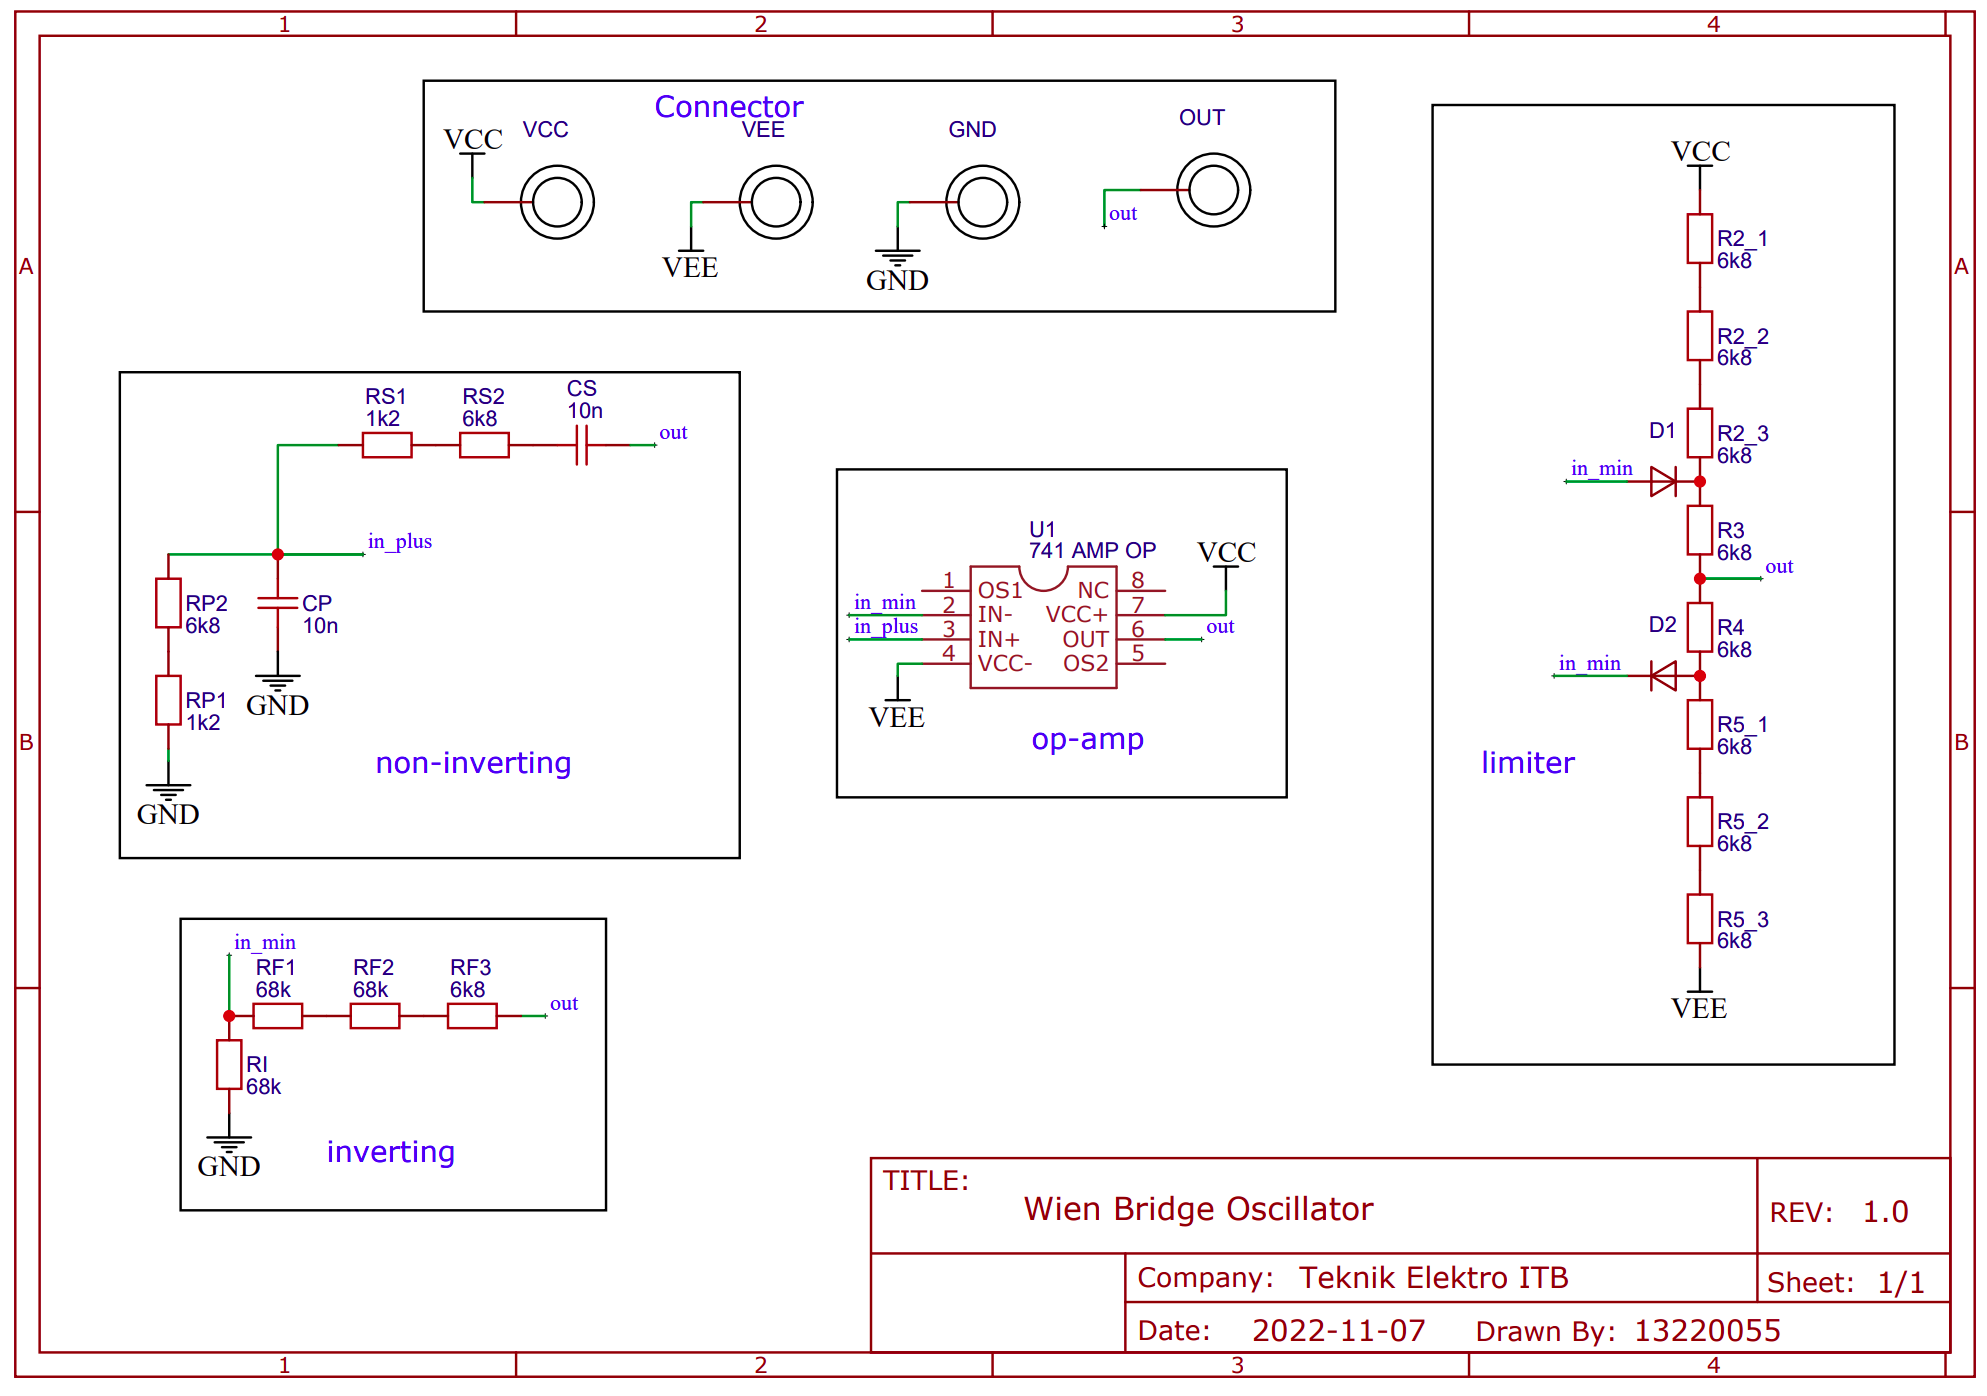 1 2 3 4
A A
B B
Connector
VCC VCC
VEE
VEE
GND
GND
OUT
out
RS1
1k2
RS2
6k8
CS
10n
out
in_plus
RP2
6k8
CP
10n
GND
RP1
1k2
GND
non-inverting
in_min
RF1
68k
RF2
68k
RF3
6k8
out
RI
68k
GND
inverting
U1
741 AMP OP
VCC
in_min
in_plus
1 OS1 NC 8
2 IN- VCC+ 7
3 IN+ OUT 6
4 VCC- OS2 5
out
VEE
op-amp
VCC
R2_1
6k8
R2_2
6k8
D1
R2_3
6k8
in_min
R3
6k8
out
D2
R4
6k8
in_min
R5_1
6k8
limiter
R5_2
6k8
R5_3
6k8
VEE
TITLE:
Wien Bridge Oscillator
REV: 1.0
Company: Teknik Elektro ITB
Sheet: 1/1
Date: 2022-11-07 Drawn By: 13220055
1 2 3 4